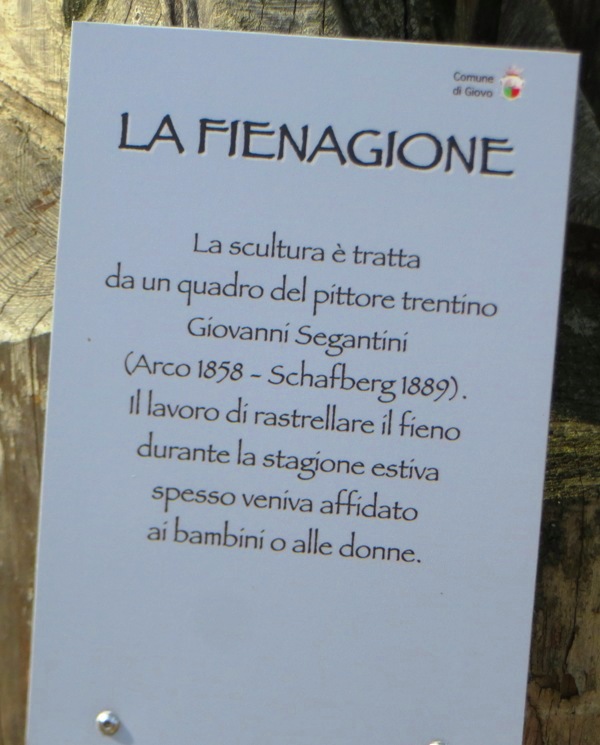 Comune
di Giovo
LA FIENAGIONE
La scultura è tratta
da un quadro del pittore trentino
Giovanni Segantini
(Arco 1858 - Schafberg 1889).
Il lavoro di rastrellare il fieno
durante la stagione estiva
spesso veniva affidato
ai bambini o alle donne.